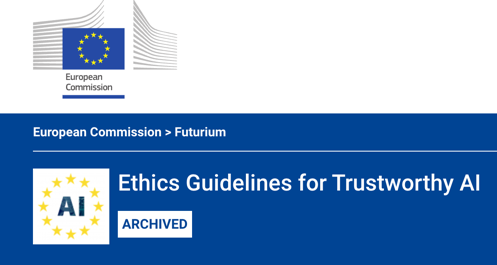 European
Commission
European Commission > Futurium
Ethics Guidelines for Trustworthy AI
AI
ARCHIVED